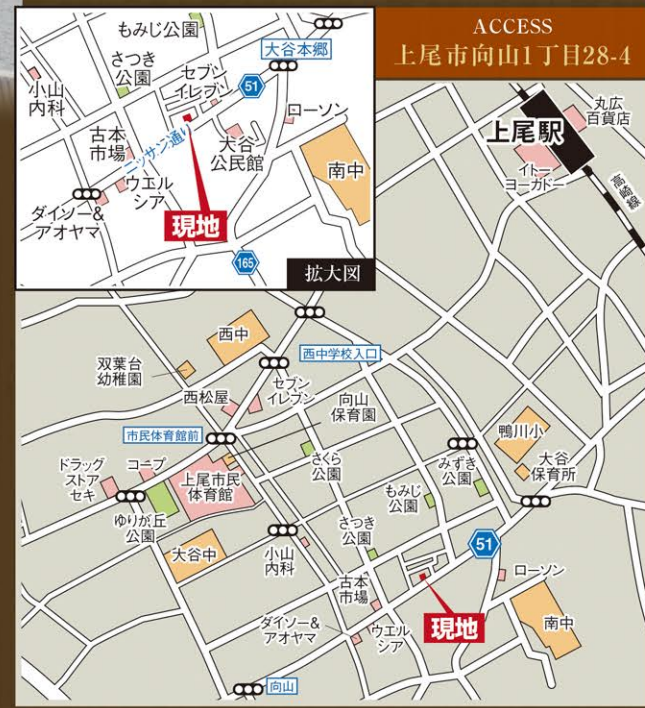 ACCESS
上尾市向山1丁目28-4
もみじ公園
さつき
公園
セブン
イレブン
大谷本郷
51
小山
内科
古本
市場
ニッサン通り
大谷
公民館
ローソン
南中
ウエル
シア
ダイソー&
アオヤマ
現地
165
拡大図
上尾駅
丸広
百貨店
イトー
ヨーカドー
高崎線
西中
双葉台
幼稚園
西中学校入口
西松屋
セブン
イレブン
向山
保育園
市民体育館前
鴨川小
ドラッグ
ストア
セキ
コープ
上尾市民
体育館
さくら
公園
みずき
公園
大谷
保育所
もみじ
公園
ゆりが丘
公園
さつき
公園
大谷中
小山
内科
51
古本
市場
ローソン
ダイソー&
アオヤマ
ウエル
シア
現地
南中
向山